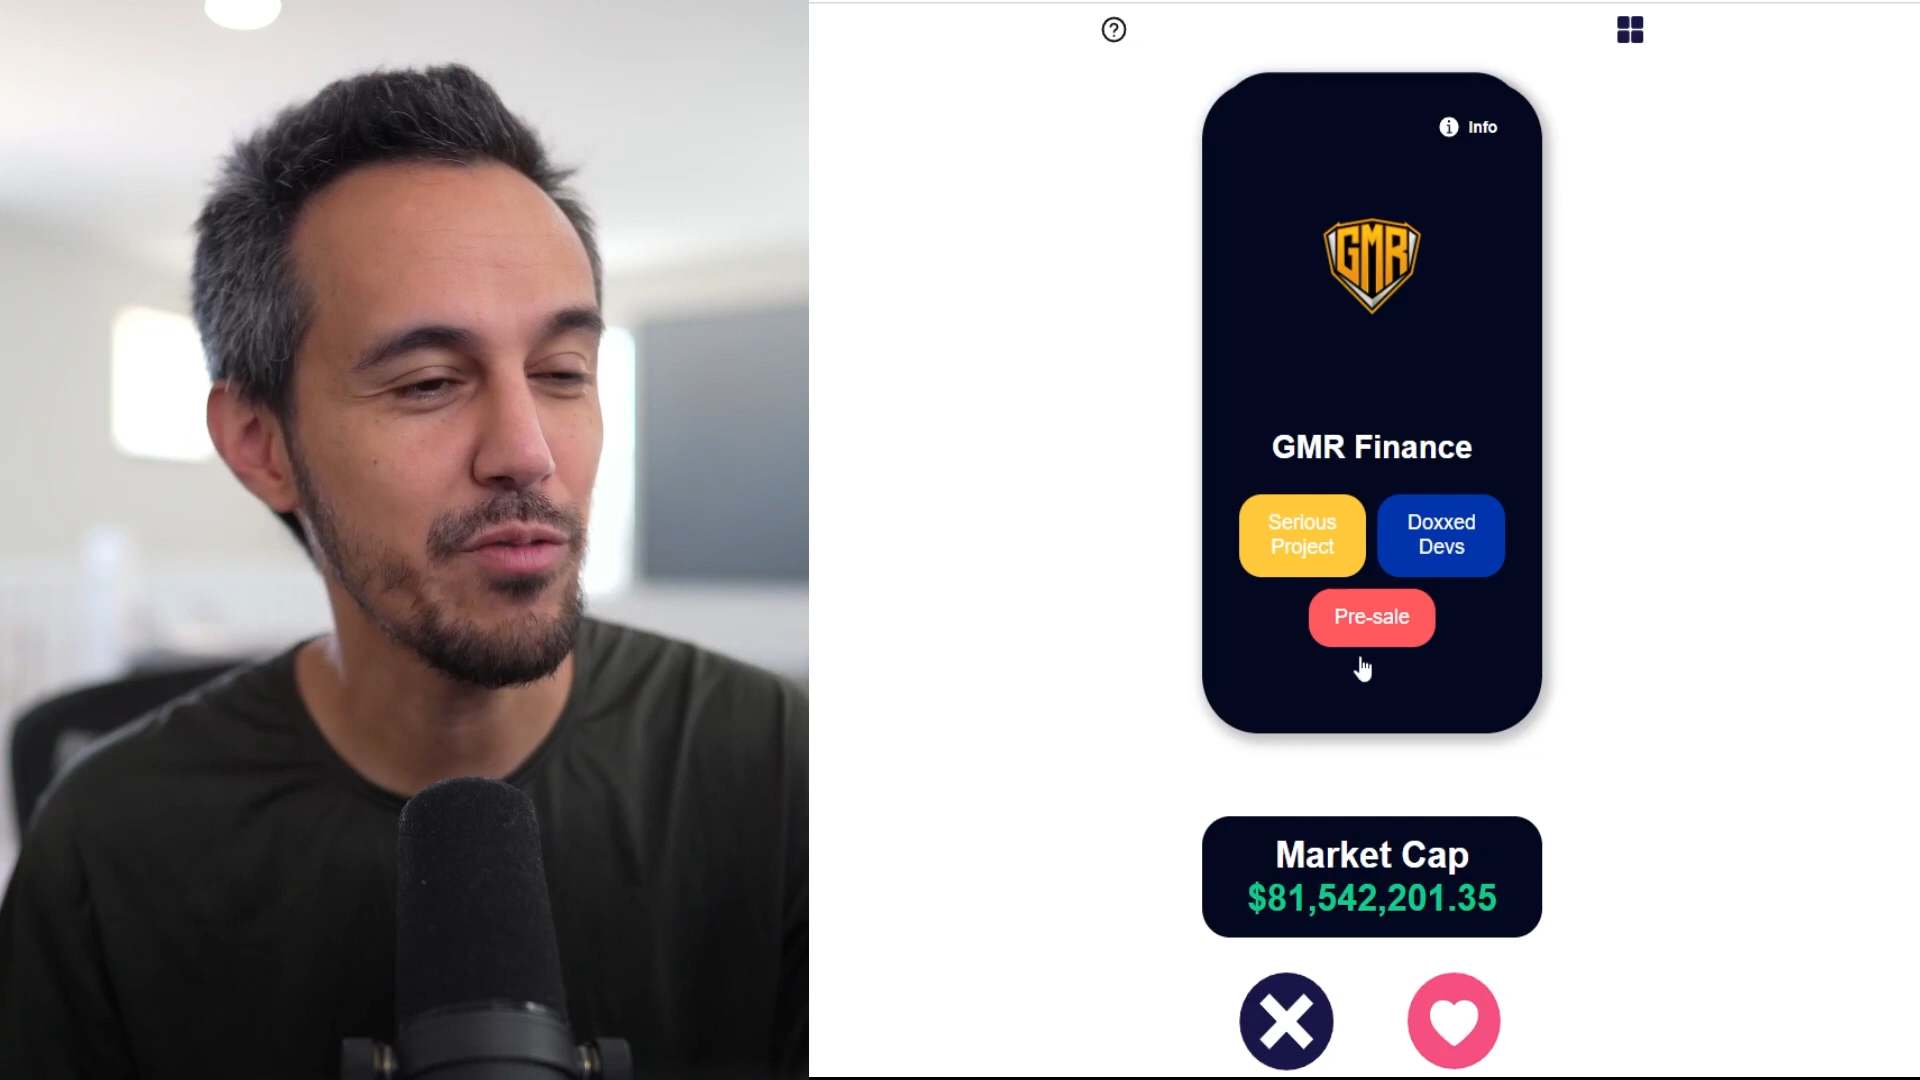 Info
GMR
GMR Finance
Serious
Project
Doxxed
Devs
Pre-sale
Market Cap
$81,542,201.35